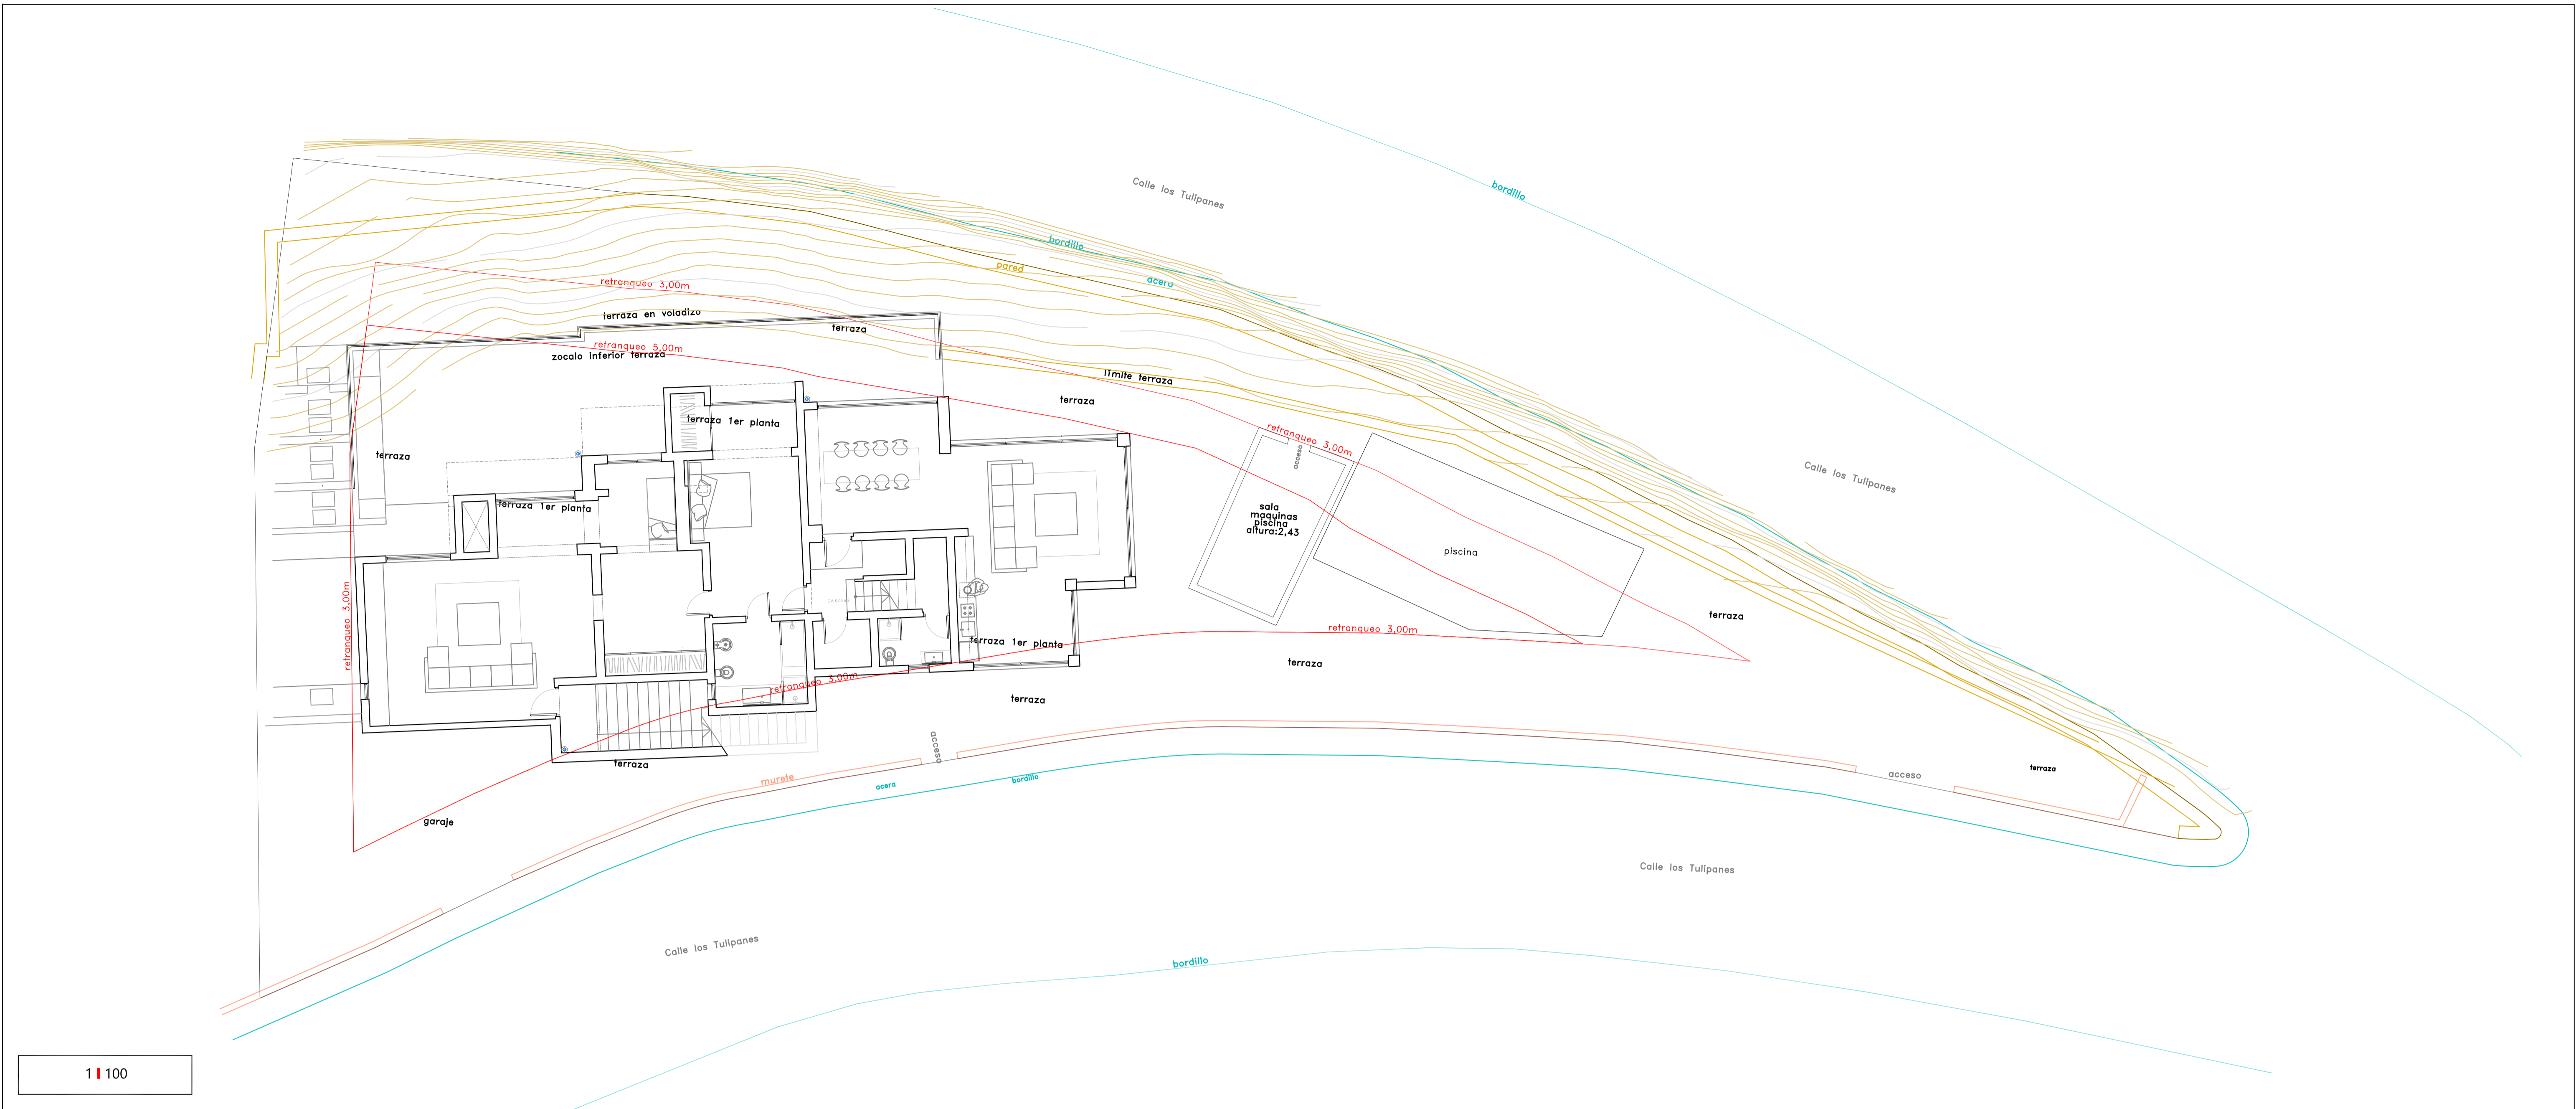 Calle los Tulipanes
bordillo
bordillo
pared
acera
retranqueo 3,00m
terraza en voladizo
terraza
retranqueo 5,00m
zocalo inferior terraza
límite terraza
terraza
terraza 1er planta
retranqueo 3,00m
acceso
terraza
Calle los Tulipanes
terraza 1er planta
sala
maquinas
piscina
altura:2,43
piscina
retranqueo 3,00m
terraza
retranqueo 3,00m
terraza 1er planta
terraza
retranqueo 3,00m
terraza
acceso
terraza
murete
acera
bordillo
acceso
terraza
garaje
Calle los Tulipanes
Calle los Tulipanes
bordillo
1 100